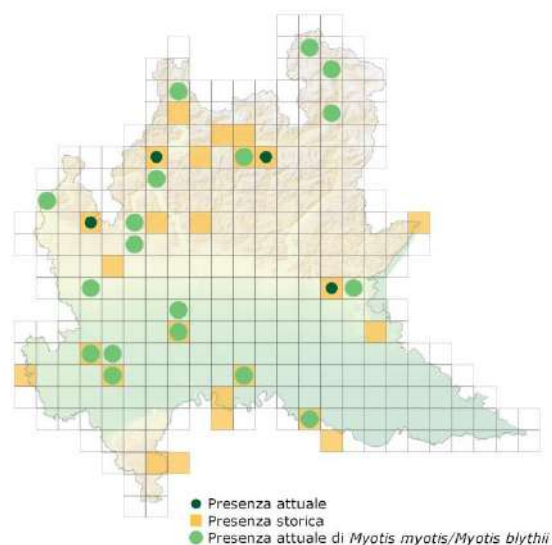 Presenza attuale
Presenza storica
Presenza attuale di Myotis myotis/Myotis blythii